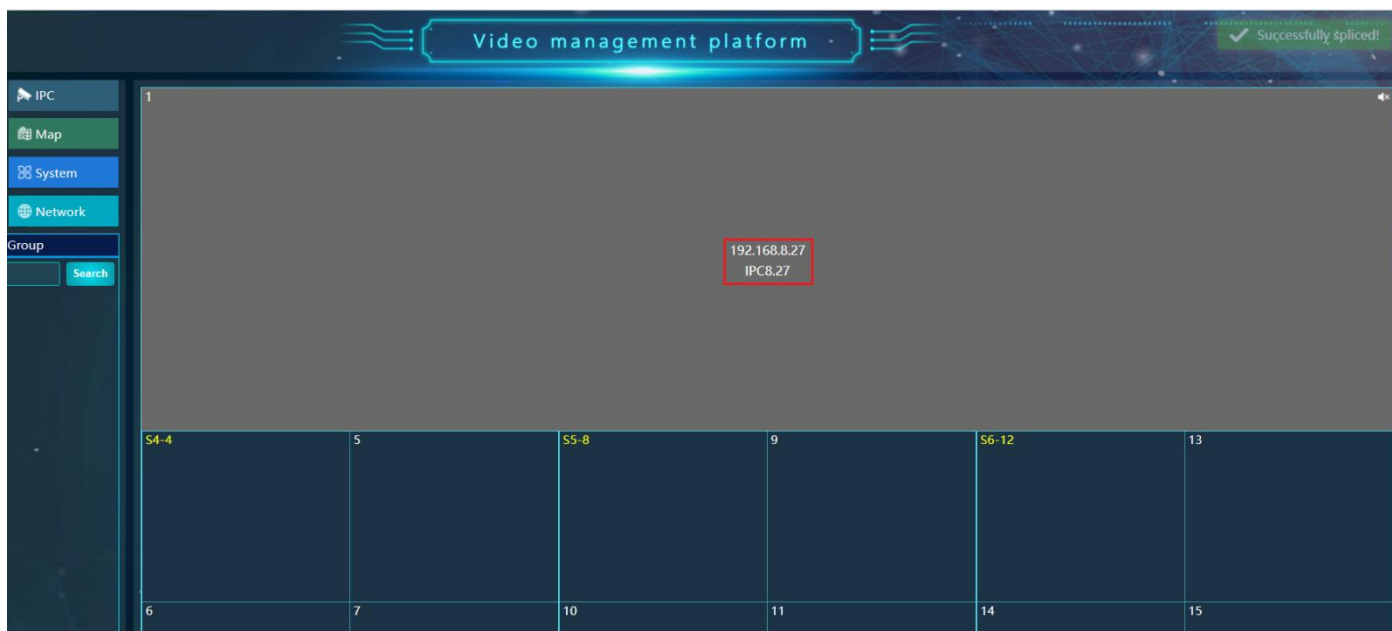 Video management platform
Successfully spliced!
IPC
Map
System
Network
Group
Search
1
192.168.8.27
IPC8.27
S4-4
5
S5-8
9
S6-12
13
6
7
10
11
14
15